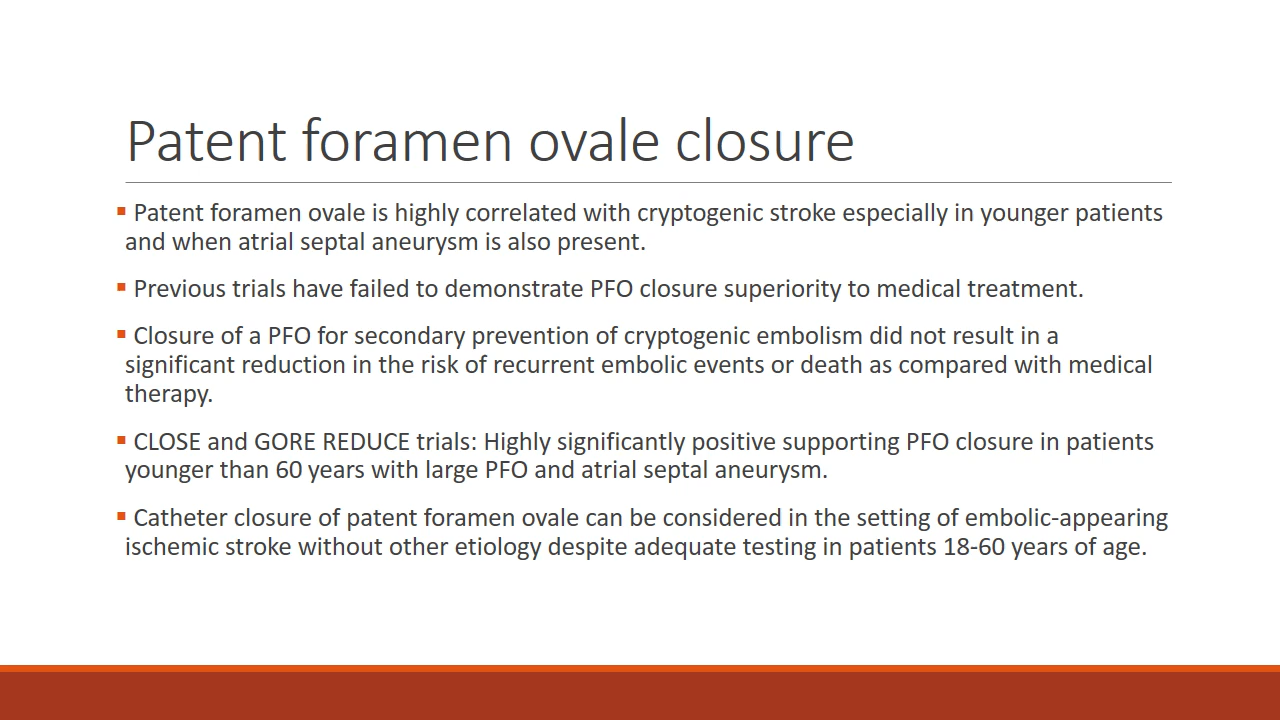 Patent foramen ovale closure
Patent foramen ovale is highly correlated with cryptogenic stroke especially in younger patients
and when atrial septal aneurysm is also present.
Previous trials have failed to demonstrate PFO closure superiority to medical treatment.
Closure of a PFO for secondary prevention of cryptogenic embolism did not result in a
significant reduction in the risk of recurrent embolic events or death as compared with medical
therapy.
CLOSE and GORE REDUCE trials: Highly significantly positive supporting PFO closure in patients
younger than 60 years with large PFO and atrial septal aneurysm.
Catheter closure of patent foramen ovale can be considered in the setting of embolic-appearing
ischemic stroke without other etiology despite adequate testing in patients 18-60 years of age.